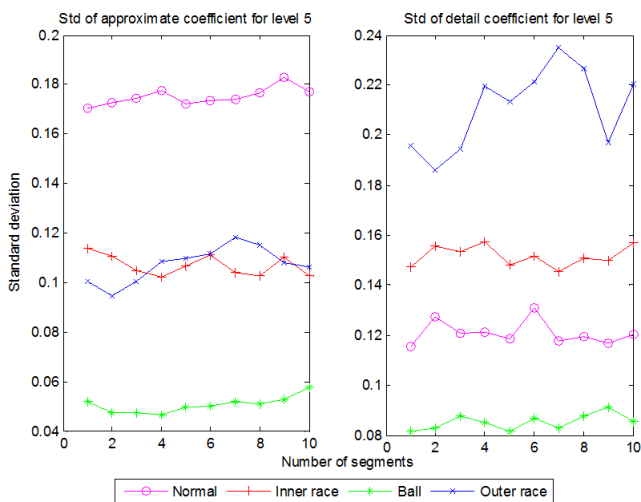 Std of approximate coefficient for level 5
Std of detail coefficient for level 5
Standard deviation
0.2
0.18
0.16
0.14
0.12
0.1
0.08
0.06
0.04
0 2 4 6 8 10
0.24
0.22
0.2
0.18
0.16
0.14
0.12
0.1
0.08
0 2 4 6 8 10
Number of segments
Normal Inner race Ball Outer race